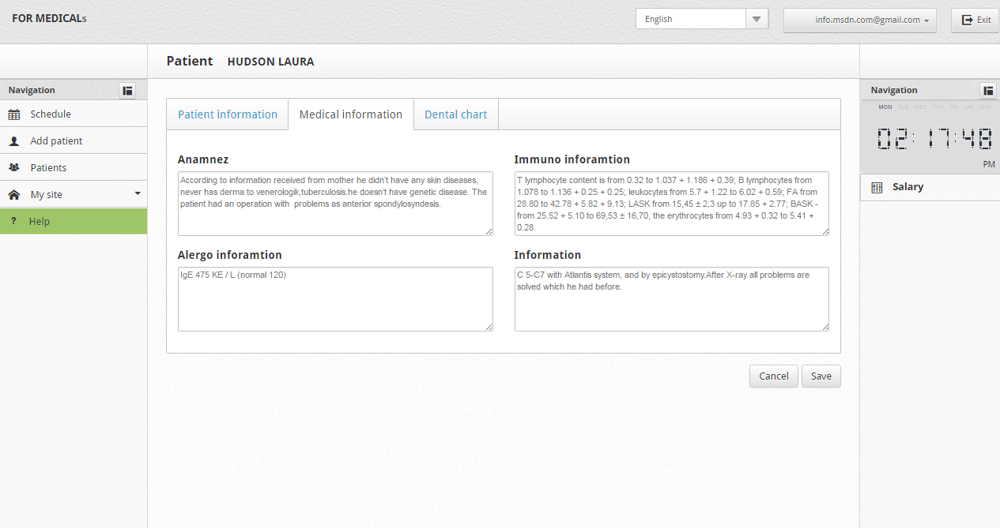 FOR MEDICALs
English
info.msdn.com@gmail.com
Exit
Patient HUDSON LAURA
Navigation
Schedule
Add patient
Patients
My site
? Help
Patient information
Medical information
Dental chart
Anamnez
According to information received from mother he didn't have any skin diseases,
never has derma to venerologik,tuberculosis.he doesn't have genetic disease. The
patient had an operation with  problems as anterior spondylosyndesis.
Immuno inforamtion
T lymphocyte content is from 0.32 to 1.037 + 1.186 + 0.39; B lymphocytes from
1.078 to 1.136 + 0.25 + 0.25; leukocytes from 5.7 + 1.22 to 6.02 + 0.59; FA from
28.80 to 42.78 + 5.82 + 9.13; LASK from 15,45 ± 2,3 up to 17.85 + 2.77; BASK -
from 25.52 + 5.10 to 69,53 ± 16,70, the erythrocytes from 4.93 + 0.32 to 5.41 +
0.28.
Alergo inforamtion
IgE 475 KE / L (normal 120)
Information
C 5-C7 with Atlantis system, and by epicystostomy.After X-ray all problems are
solved which he had before.
Cancel
Save
Navigation
MON TUE WED THU FRI SAT SUN
02:17:48
PM
Salary